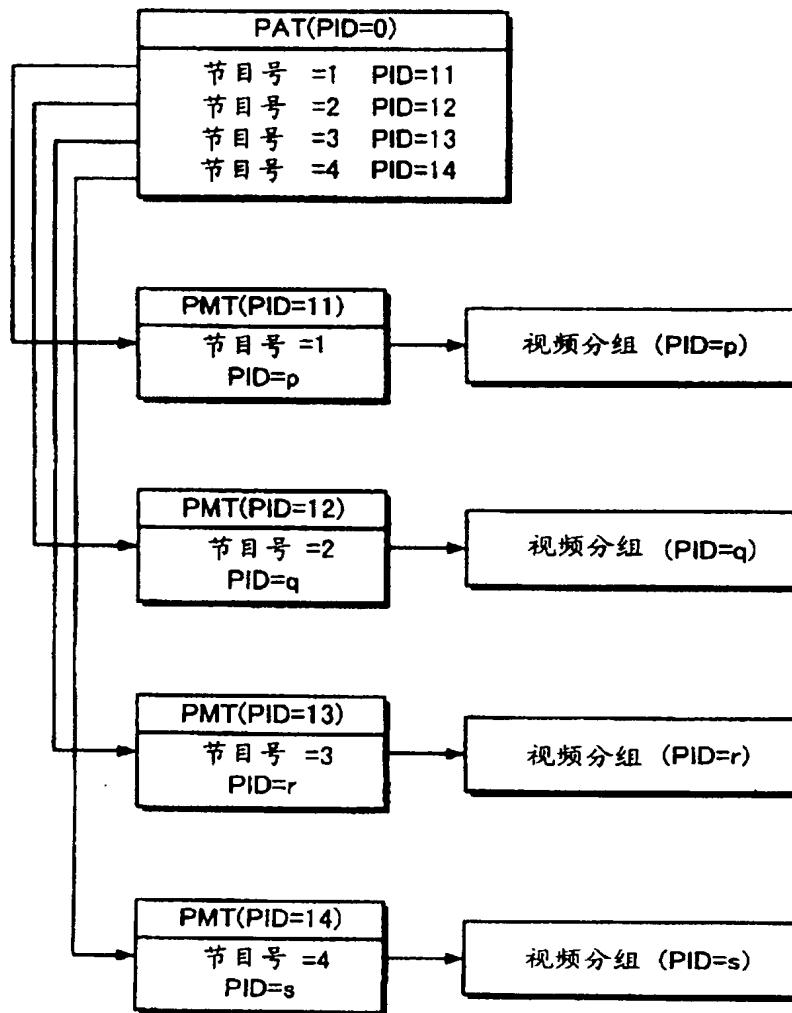 PAT(PID=0)
节目号 =1 PID=11
节目号 =2 PID=12
节目号 =3 PID=13
节目号 =4 PID=14
PMT(PID=11)
节目号 =1
PID=p
视频分组 (PID=p)
PMT(PID=12)
节目号 =2
PID=q
视频分组 (PID=q)
PMT(PID=13)
节目号 =3
PID=r
视频分组 (PID=r)
PMT(PID=14)
节目号 =4
PID=s
视频分组 (PID=s)